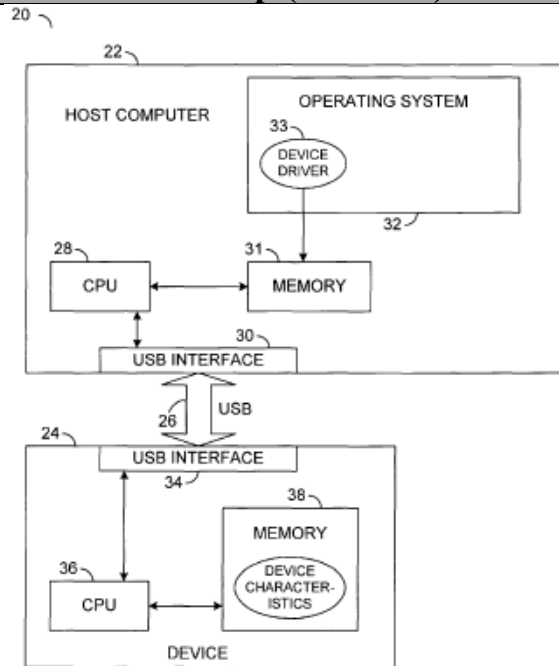 20
22
HOST COMPUTER
OPERATING SYSTEM
33
DEVICE
DRIVER
32
28
CPU
31
MEMORY
30
USB INTERFACE
26
USB
24
USB INTERFACE
34
38
MEMORY
DEVICE
CHARACTER-
ISTICS
36
CPU
DEVICE